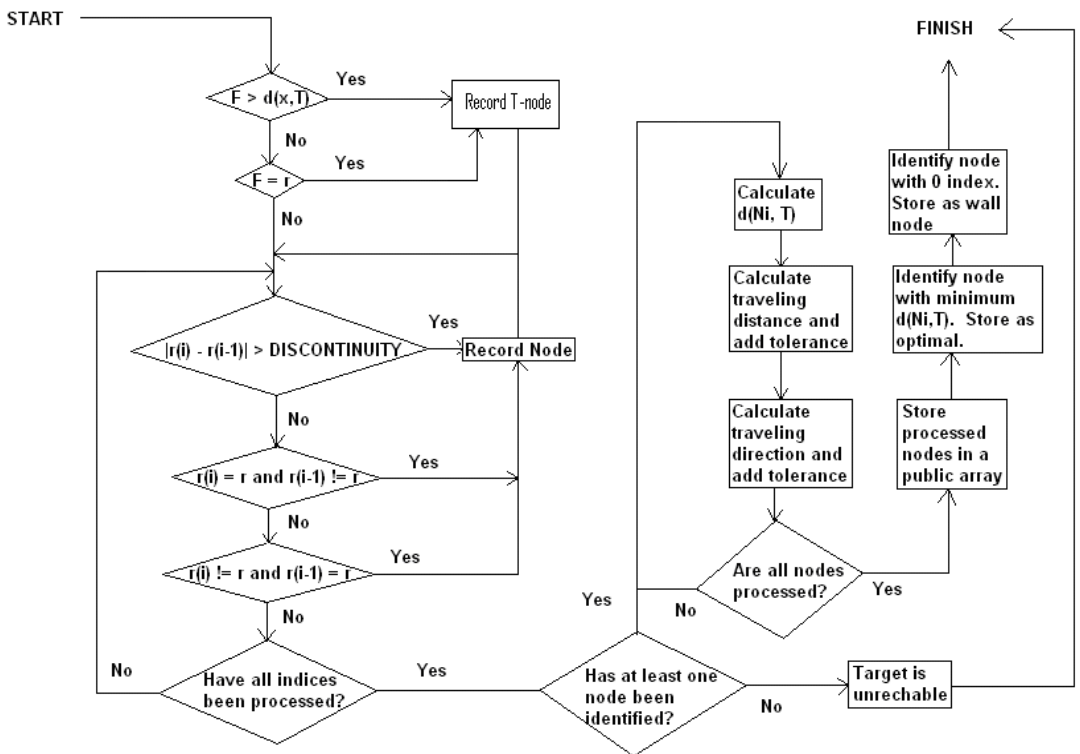 START
F > d(x,T)
Yes
Record T-node
No
F = r
Yes
No
|r(i) - r(i-1)| > DISCONTINUITY
Yes
Record Node
No
r(i) = r and r(i-1) != r
Yes
No
r(i) != r and r(i-1) = r
Yes
No
Have all indices
been processed?
No
Yes
Has at least one
node been
identified?
Yes
No
Target is
unrechable
Calculate
d(Ni, T)
Calculate
traveling
distance and
add tolerance
Calculate
traveling
direction and
add tolerance
Are all nodes
processed?
No
Yes
Store
processed
nodes in a
public array
Identify node
with minimum
d(Ni,T).  Store as
optimal.
Identify node
with 0 index.
Store as wall
node
FINISH